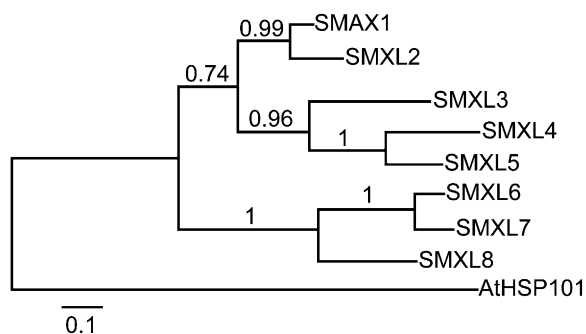 0.99
SMAX1
SMXL2
0.74
SMXL3
0.96
SMXL4
1
SMXL5
1
SMXL6
1
SMXL7
SMXL8
AtHSP101
0.1